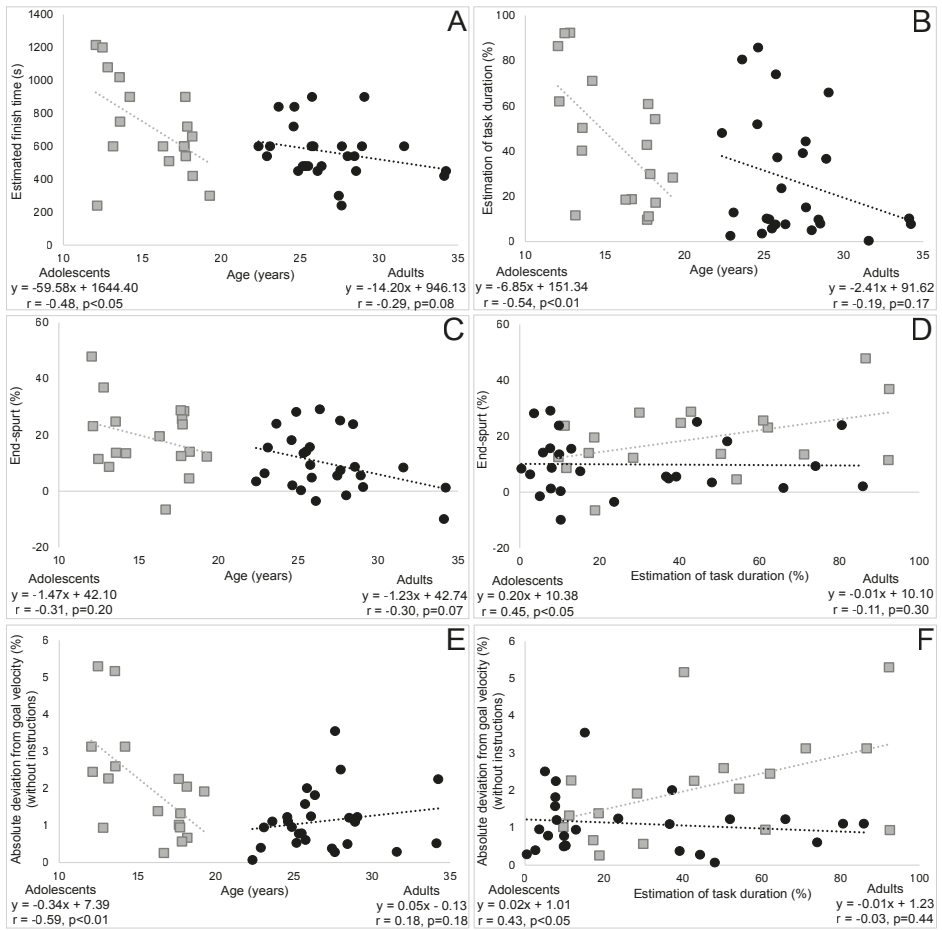 A
Estimated finish time (s)
1400
1200
1000
800
600
400
200
0
10 15 20 25 30 35
Age (years)
Adolescents
y = -59.58x + 1644.40
r = -0.48, p<0.05
Adults
y = -14.20x + 946.13
r = -0.29, p=0.08
B
Estimation of task duration (%)
100
80
60
40
20
0
10 15 20 25 30 35
Age (years)
Adolescents
y = -6.85x + 151.34
r = -0.54, p<0.01
Adults
y = -2.41x + 91.62
r = -0.19, p=0.17
C
End-spurt (%)
60
40
20
0
-20
10 15 20 25 30 35
Age (years)
Adolescents
y = -1.47x + 42.10
r = -0.31, p=0.20
Adults
y = -1.23x + 42.74
r = -0.30, p=0.07
D
End-spurt (%)
60
40
20
0
-20
0 20 40 60 80 100
Estimation of task duration (%)
Adolescents
y = 0.20x + 10.38
r = 0.45, p<0.05
Adults
y = -0.01x + 10.10
r = -0.11, p=0.30
E
Absolute deviation from goal velocity (%)
(without instructions)
6
5
4
3
2
1
0
10 15 20 25 30 35
Age (years)
Adolescents
y = -0.34x + 7.39
r = -0.59, p<0.01
Adults
y = 0.05x - 0.13
r = 0.18, p=0.18
F
Absolute deviation from goal velocity (%)
(without instructions)
6
5
4
3
2
1
0
0 20 40 60 80 100
Estimation of task duration (%)
Adolescents
y = 0.02x + 1.01
r = 0.43, p<0.05
Adults
y = -0.01x + 1.23
r = -0.03, p=0.44